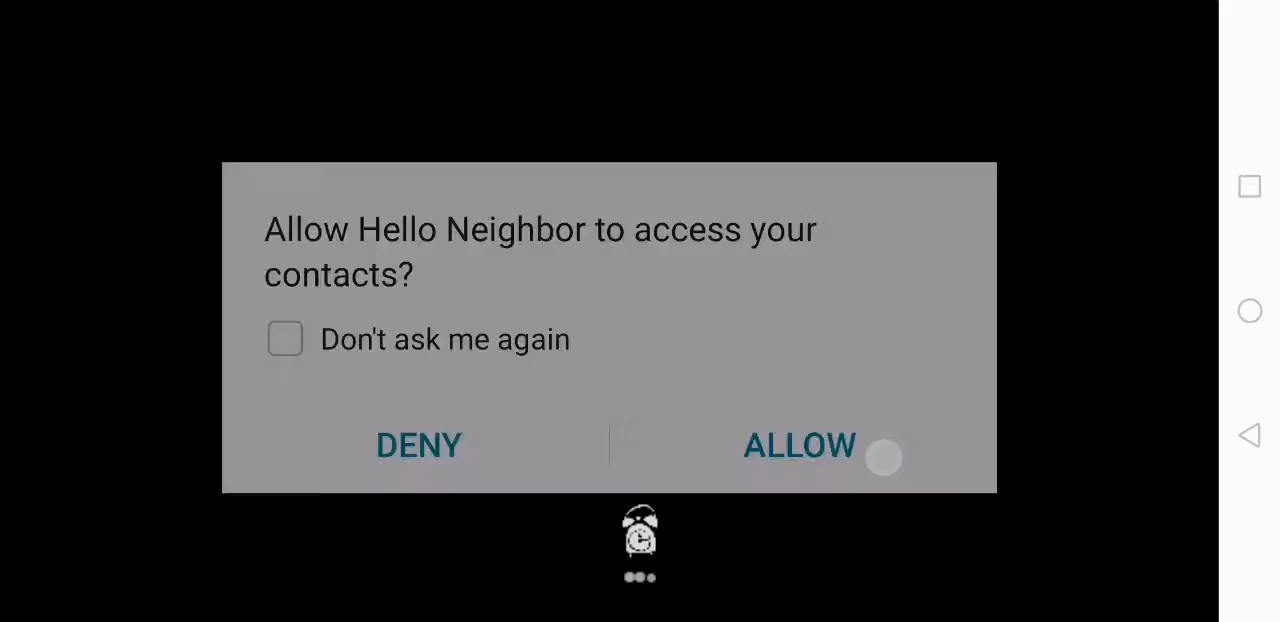 Allow Hello Neighbor to access your
contacts?
Don't ask me again
DENY
ALLOW